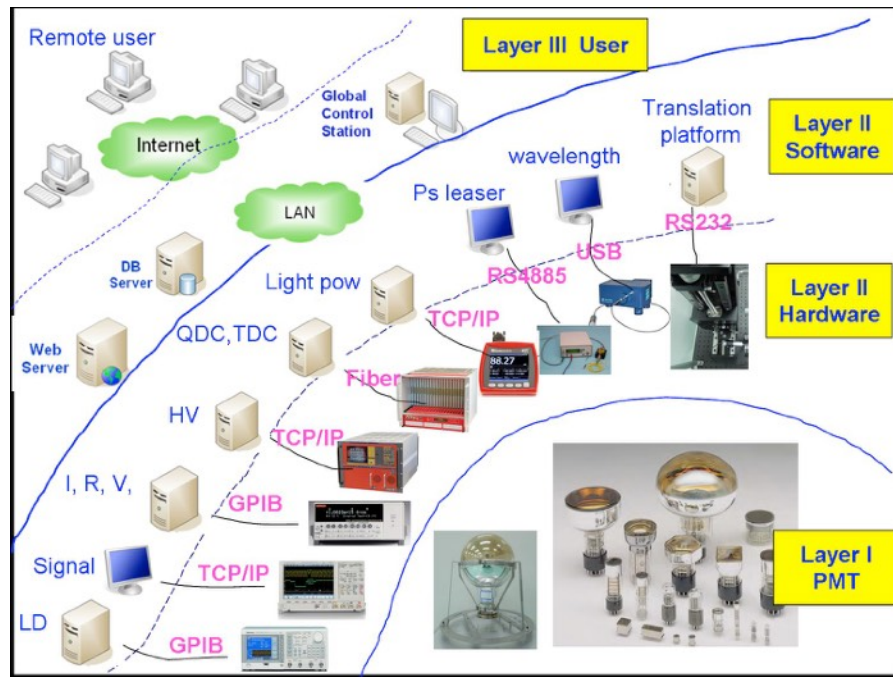 Remote user
Layer III  User
Global
Control
Station
Internet
Translation
platform
Layer II
Software
wavelength
Ps leaser
LAN
RS232
USB
DB
Server
Light pow
RS4885
Layer II
Hardware
TCP/IP
QDC,TDC
Web
Server
88.27
Fiber
HV
TCP/IP
I, R, V,
GPIB
Layer I
PMT
Signal
TCP/IP
LD
GPIB